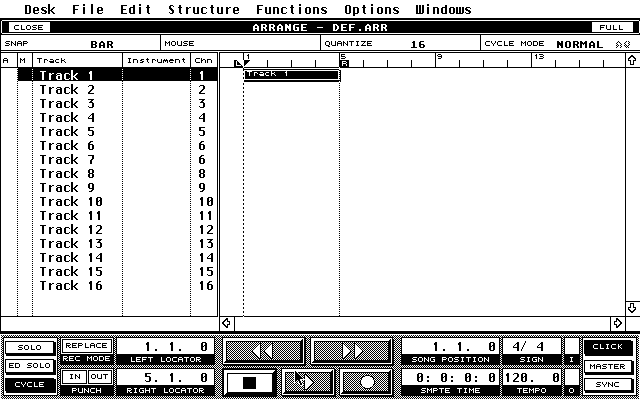 Desk File Edit Structure Functions Options Windows
CLOSE ARRANGE - DEF.ARR FULL
SNAP BAR MOUSE QUANTIZE 16 CYCLE MODE NORMAL
A M Track Instrument Chn 1 5 9 13
L R
Track 1 1 Track 1
Track 2 2
Track 3 3
Track 4 4
Track 5 5
Track 6 6
Track 7 7
Track 8 8
Track 9 9
Track 10 10
Track 11 11
Track 12 12
Track 13 13
Track 14 14
Track 15 15
Track 16 16
SOLO REPLACE 1. 1. 0 1. 1. 0 4/ 4 CLICK
REC MODE LEFT LOCATOR SONG POSITION SIGN I
ED SOLO MASTER
CYCLE IN OUT 5. 1. 0 0: 0: 0: 0 120. 0 SYNC
PUNCH RIGHT LOCATOR SMPTE TIME TEMPO O